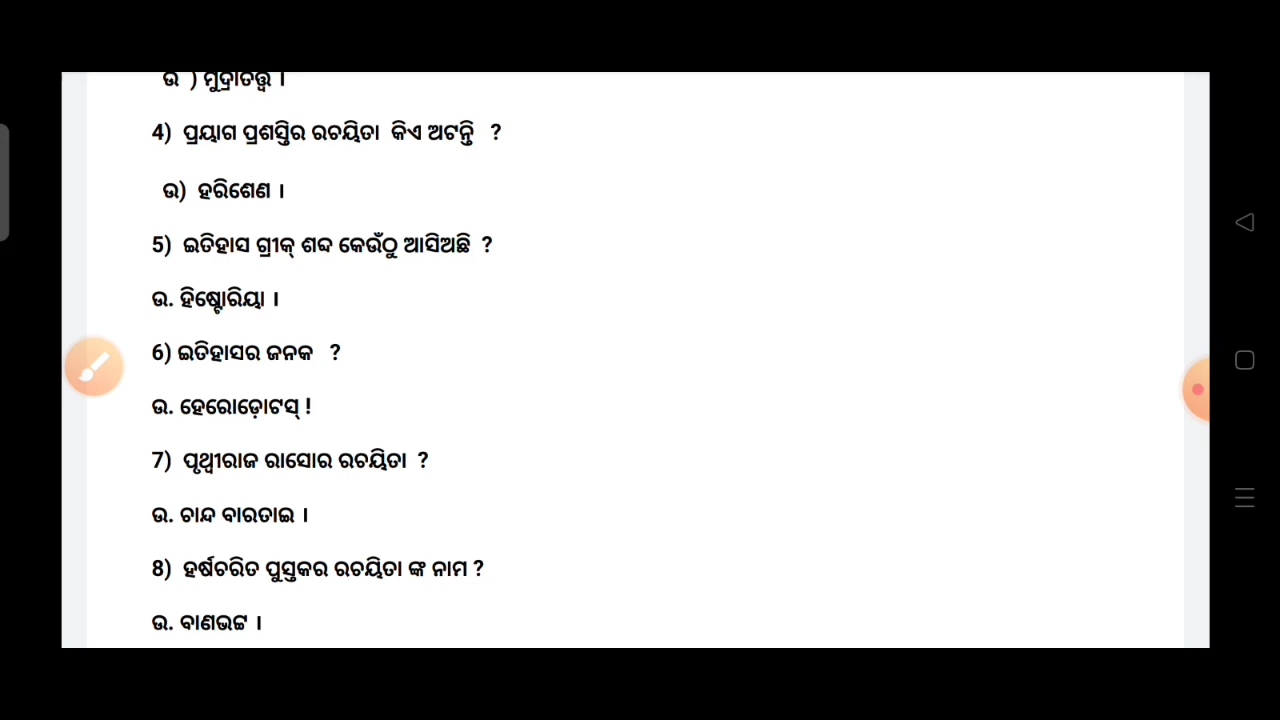 ଉ ) ମୁଦ୍ରାତତ୍ତ୍ୱ ।
4) ପ୍ରୟାଗ ପ୍ରଶସ୍ତିର ରଚୟିତା କିଏ ଅଟନ୍ତି ?
ଉ) ହରିଶେଣ ।
5) ଇତିହାସ ଗ୍ରୀକ୍ ଶବ୍ଦ କେଉଁଠୁ ଆସିଅଛି ?
ଉ. ହିଷ୍ଟୋରିୟା ।
6) ଇତିହାସର ଜନକ ?
ଉ. ହେରୋଡ଼ୋଟସ୍ !
7) ପୃଥ୍ୱୀରାଜ ରାସୋର ରଚୟିତା ?
ଉ. ଚାନ୍ଦ ବାରତାଇ ।
8) ହର୍ଷଚରିତ ପୁସ୍ତକର ରଚୟିତା ଙ୍କ ନାମ ?
ଉ. ବାଣଭଟ୍ଟ ।